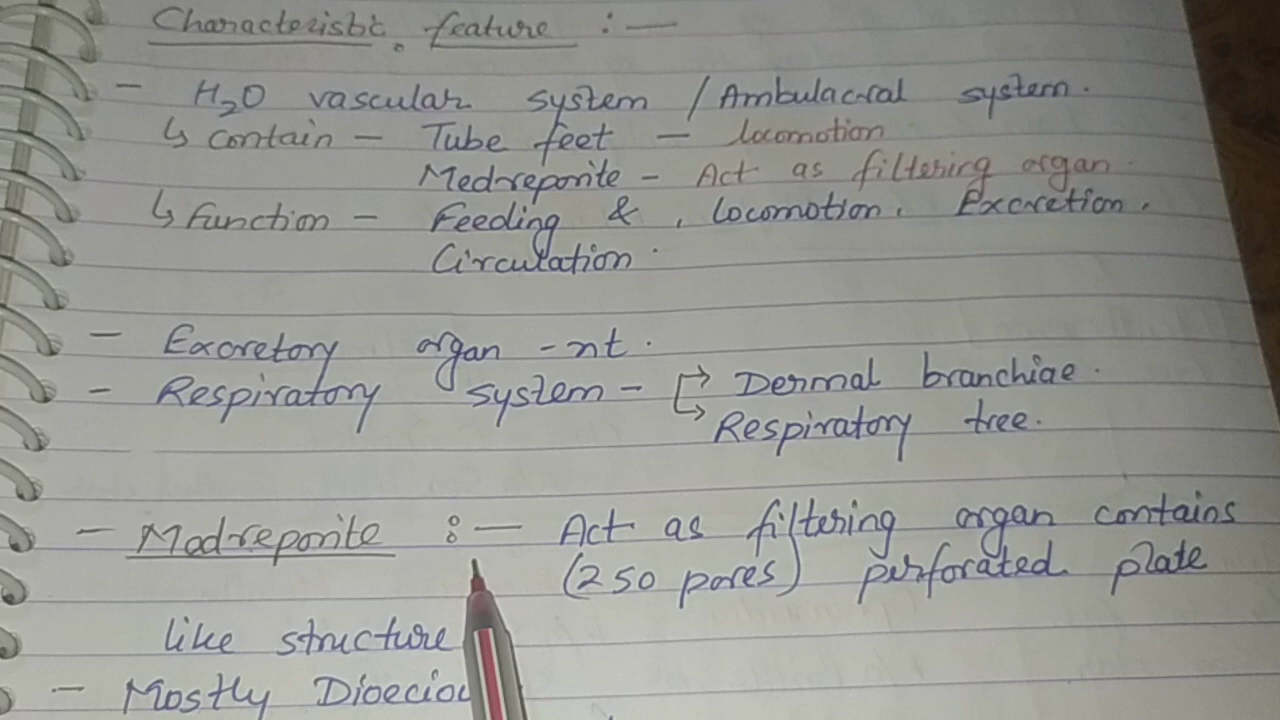 Characteristic feature :—
– H₂O vascular system / Ambulacral system.
↳ contain – Tube feet – locomotion
Medreporite – Act as filtering organ.
↳ Function – Feeding & , locomotion, Excretion,
Circulation.
– Excretory organ – nt.
– Respiratory system – → Dermal branchiae.
→ Respiratory tree.
– Madreporite :— Act as filtering organ contains
(250 pores) perforated plate
like structure
– Mostly Dioeciou